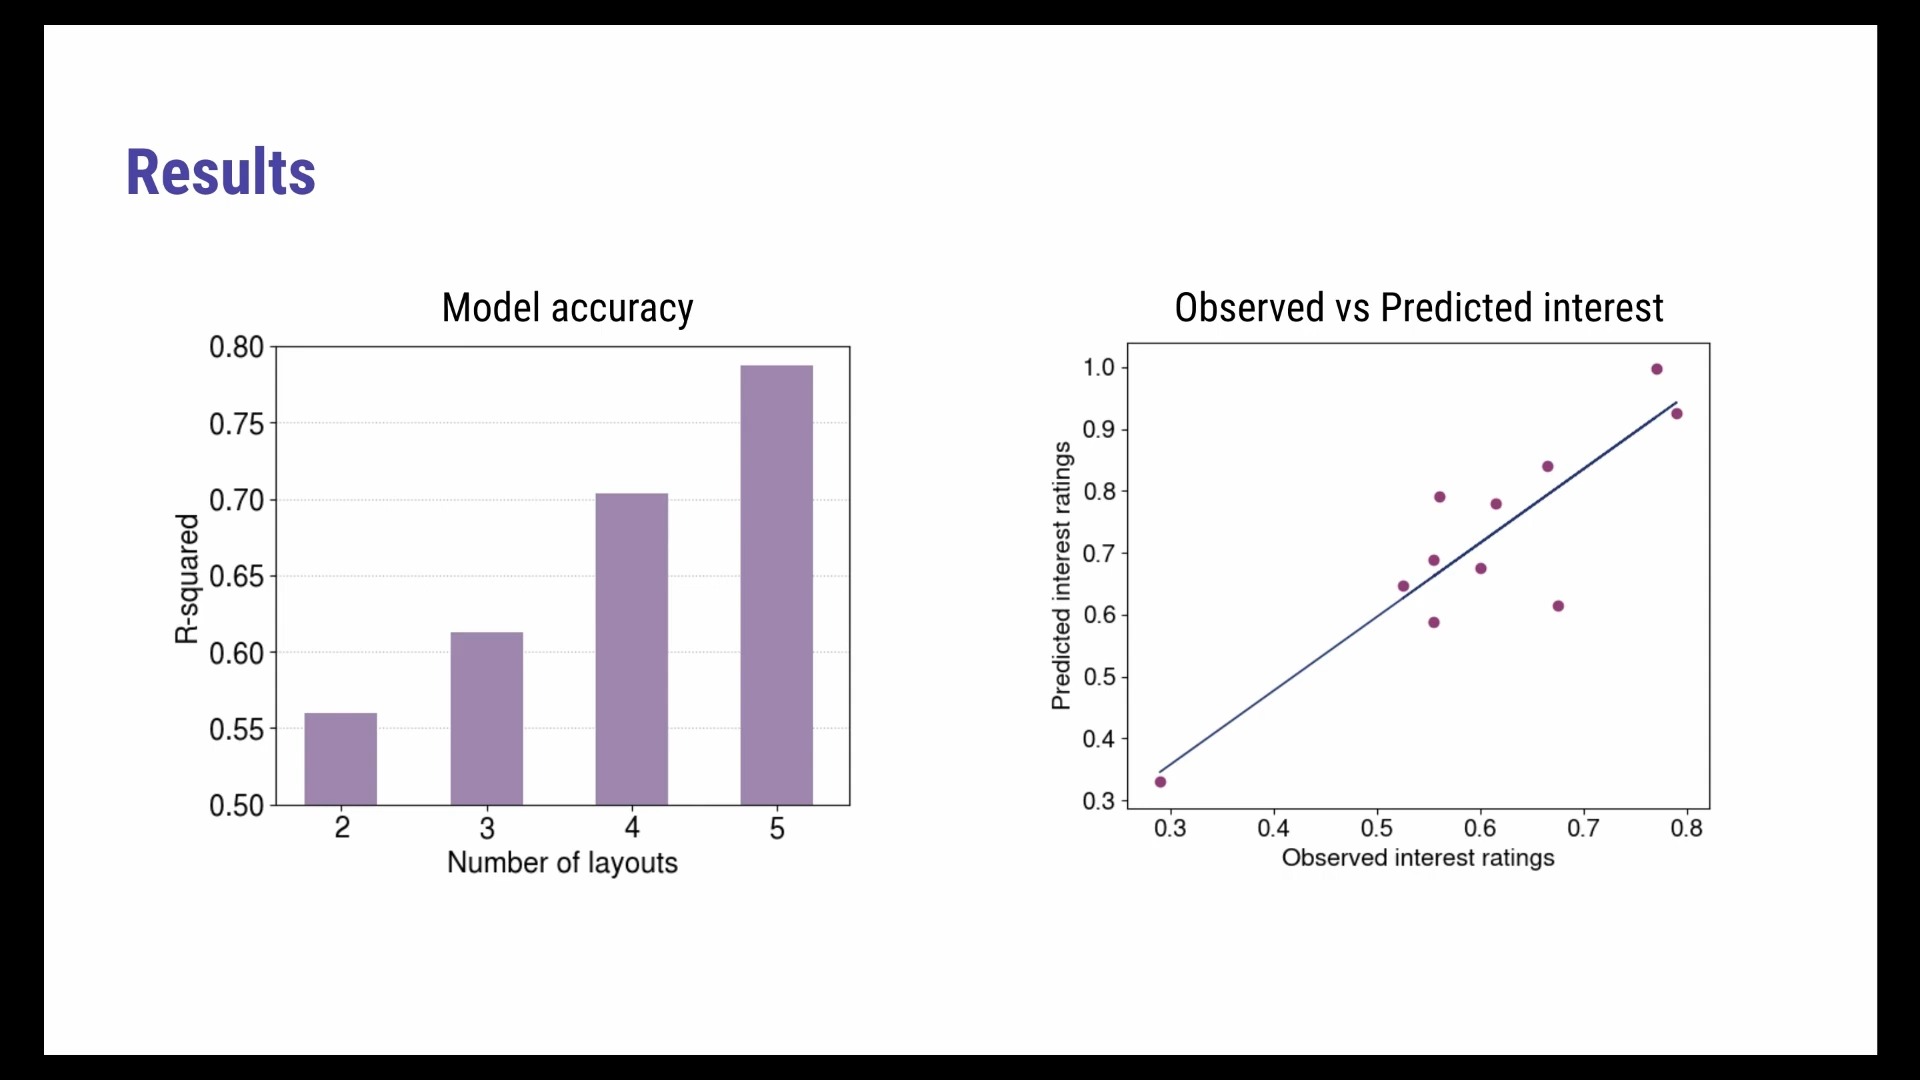 Results
Model accuracy
0.80
0.75
0.70
0.65
0.60
0.55
0.50
R-squared
2 3 4 5
Number of layouts
Observed vs Predicted interest
1.0
0.9
0.8
0.7
0.6
0.5
0.4
0.3
Predicted interest ratings
0.3 0.4 0.5 0.6 0.7 0.8
Observed interest ratings